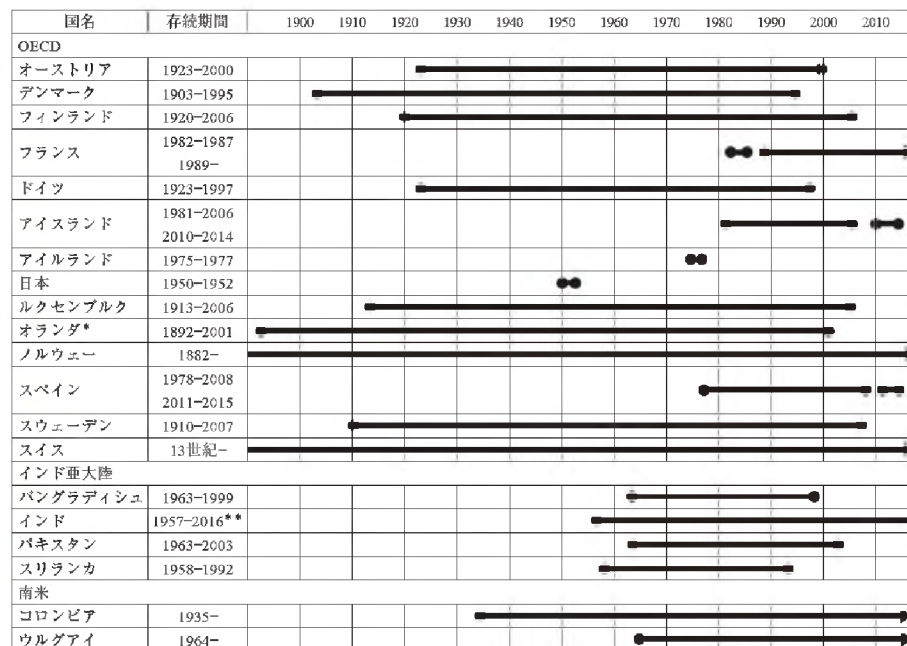 国名 存続期間 1900 1910 1920 1930 1940 1950 1960 1970 1980 1990 2000 2010
OECD
オーストリア 1923−2000
デンマーク 1903−1995
フィンランド 1920−2006
フランス 1982−1987
1989−
ドイツ 1923−1997
アイスランド 1981−2006
2010−2014
アイルランド 1975−1977
日本 1950−1952
ルクセンブルク 1913−2006
オランダ* 1892−2001
ノルウェー 1882−
スペイン 1978−2008
2011−2015
スウェーデン 1910−2007
スイス 13世紀−
インド亜大陸
バングラディシュ 1963−1999
インド 1957−2016**
パキスタン 1963−2003
スリランカ 1958−1992
南米
コロンビア 1935−
ウルグアイ 1964−